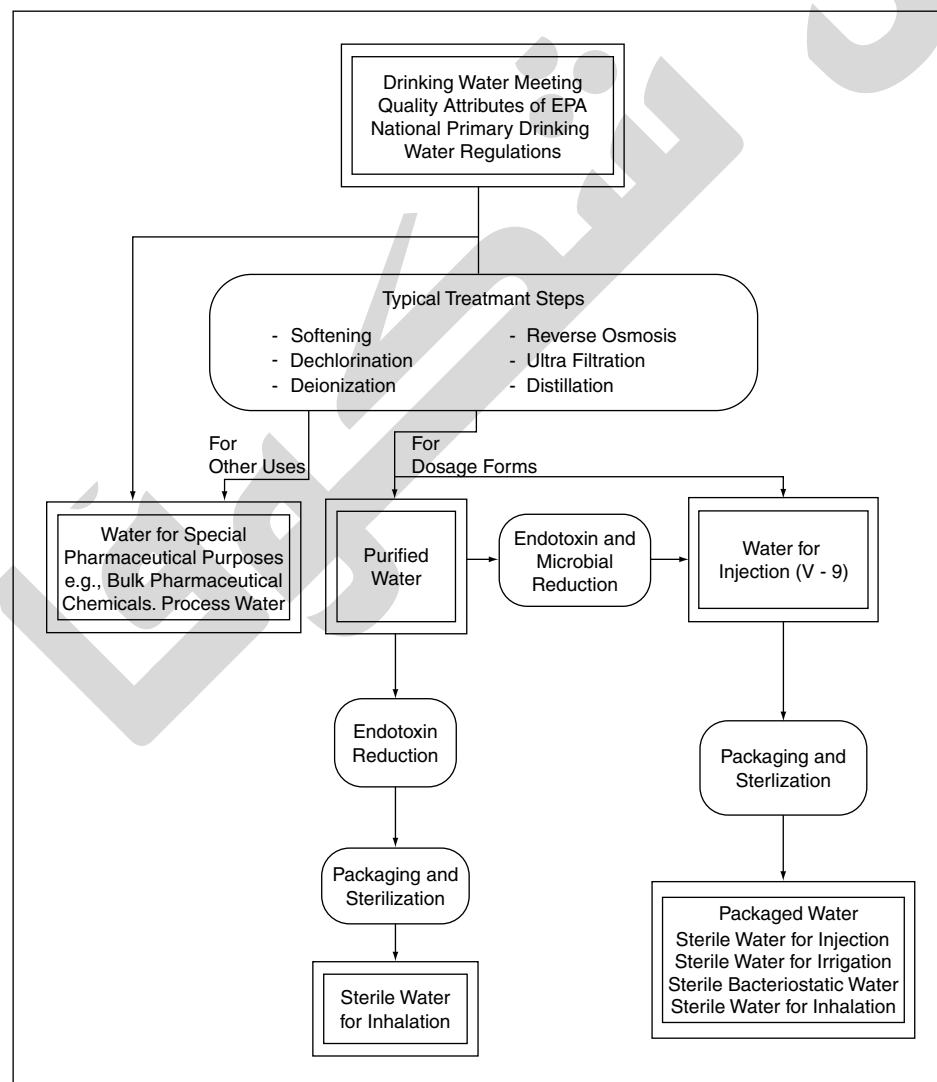 Drinking Water Meeting
Quality Attributes of EPA
National Primary Drinking
Water Regulations
Typical Treatmant Steps
- Softening
- Dechlorination
- Deionization
- Reverse Osmosis
- Ultra Filtration
- Distillation
For
Other Uses
For
Dosage Forms
Water for Special
Pharmaceutical Purposes
e.g., Bulk Pharmaceutical
Chemicals. Process Water
Purified
Water
Endotoxin and
Microbial
Reduction
Water for
Injection (V - 9)
Endotoxin
Reduction
Packaging and
Sterlization
Packaging and
Sterilization
Packaged Water
Sterile Water for Injection
Sterile Water for Irrigation
Sterile Bacteriostatic Water
Sterile Water for Inhalation
Sterile Water
for Inhalation